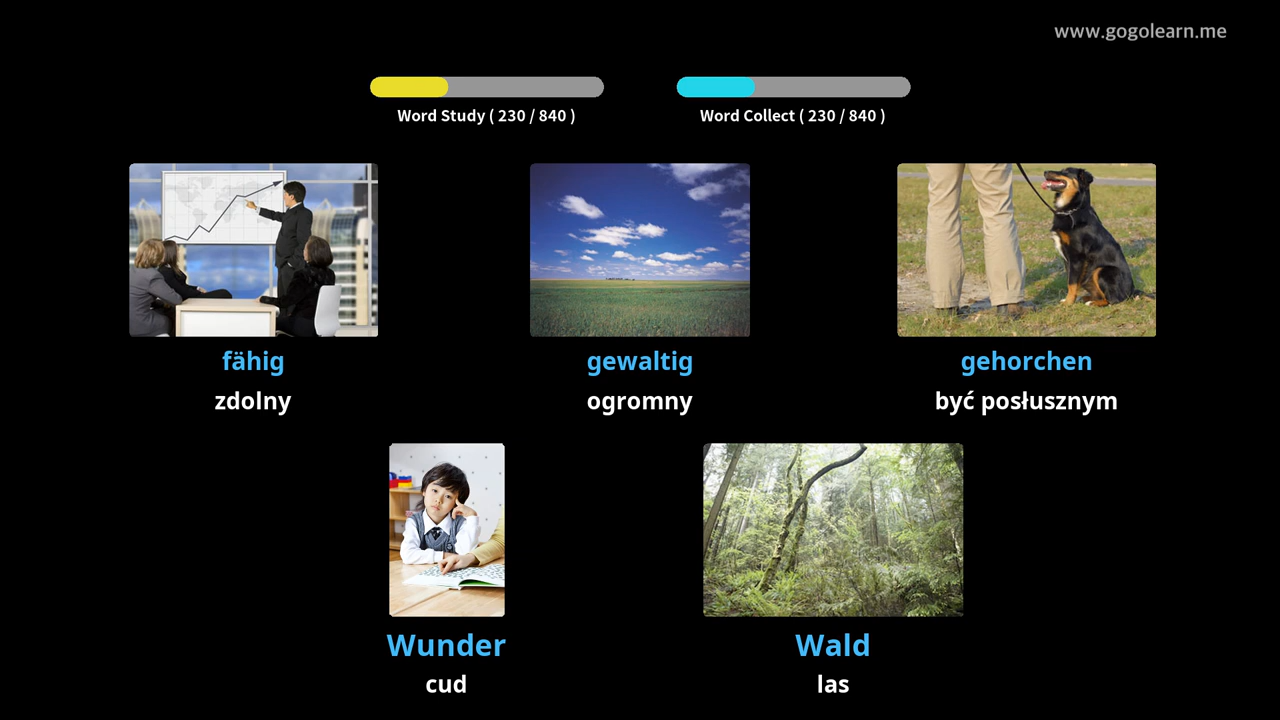 www.gogolearn.me
Word Study ( 230 / 840 )
Word Collect ( 230 / 840 )
fähig
zdolny
gewaltig
ogromny
gehorchen
być posłusznym
Wunder
cud
Wald
las